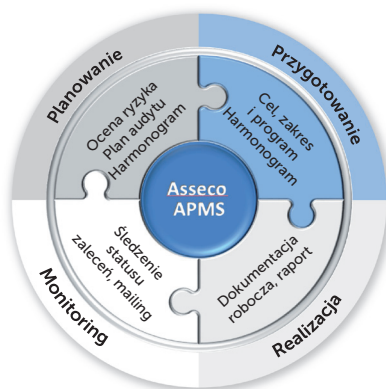 Planowanie
Ocena ryzyka
Plan audytu
Harmonogram
Przygotowanie
Cel, zakres
i program
Harmonogram
Asseco
APMS
Śledzenie
statusu
zaleceń, mailing
Monitoring
Dokumentacja
robocza, raport
Realizacja